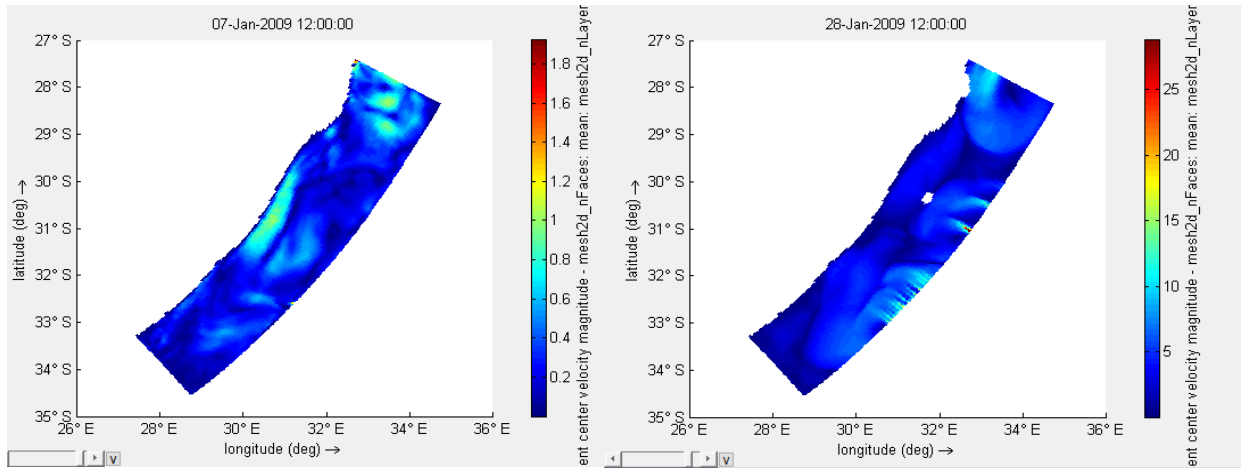 07-Jan-2009 12:00:00
27° S
28° S
29° S
30° S
31° S
32° S
33° S
34° S
35° S
26° E
28° E
30° E
32° E
34° E
36° E
latitude (deg) →
longitude (deg) →
1.8
1.6
1.4
1.2
1
0.8
0.6
0.4
0.2
ent center velocity magnitude - mesh2d_nFaces: mean: mesh2d_nLayer
v
28-Jan-2009 12:00:00
27° S
28° S
29° S
30° S
31° S
32° S
33° S
34° S
35° S
26° E
28° E
30° E
32° E
34° E
36° E
latitude (deg) →
longitude (deg) →
25
20
15
10
5
ent center velocity magnitude - mesh2d_nFaces: mean: mesh2d_nLayer
v